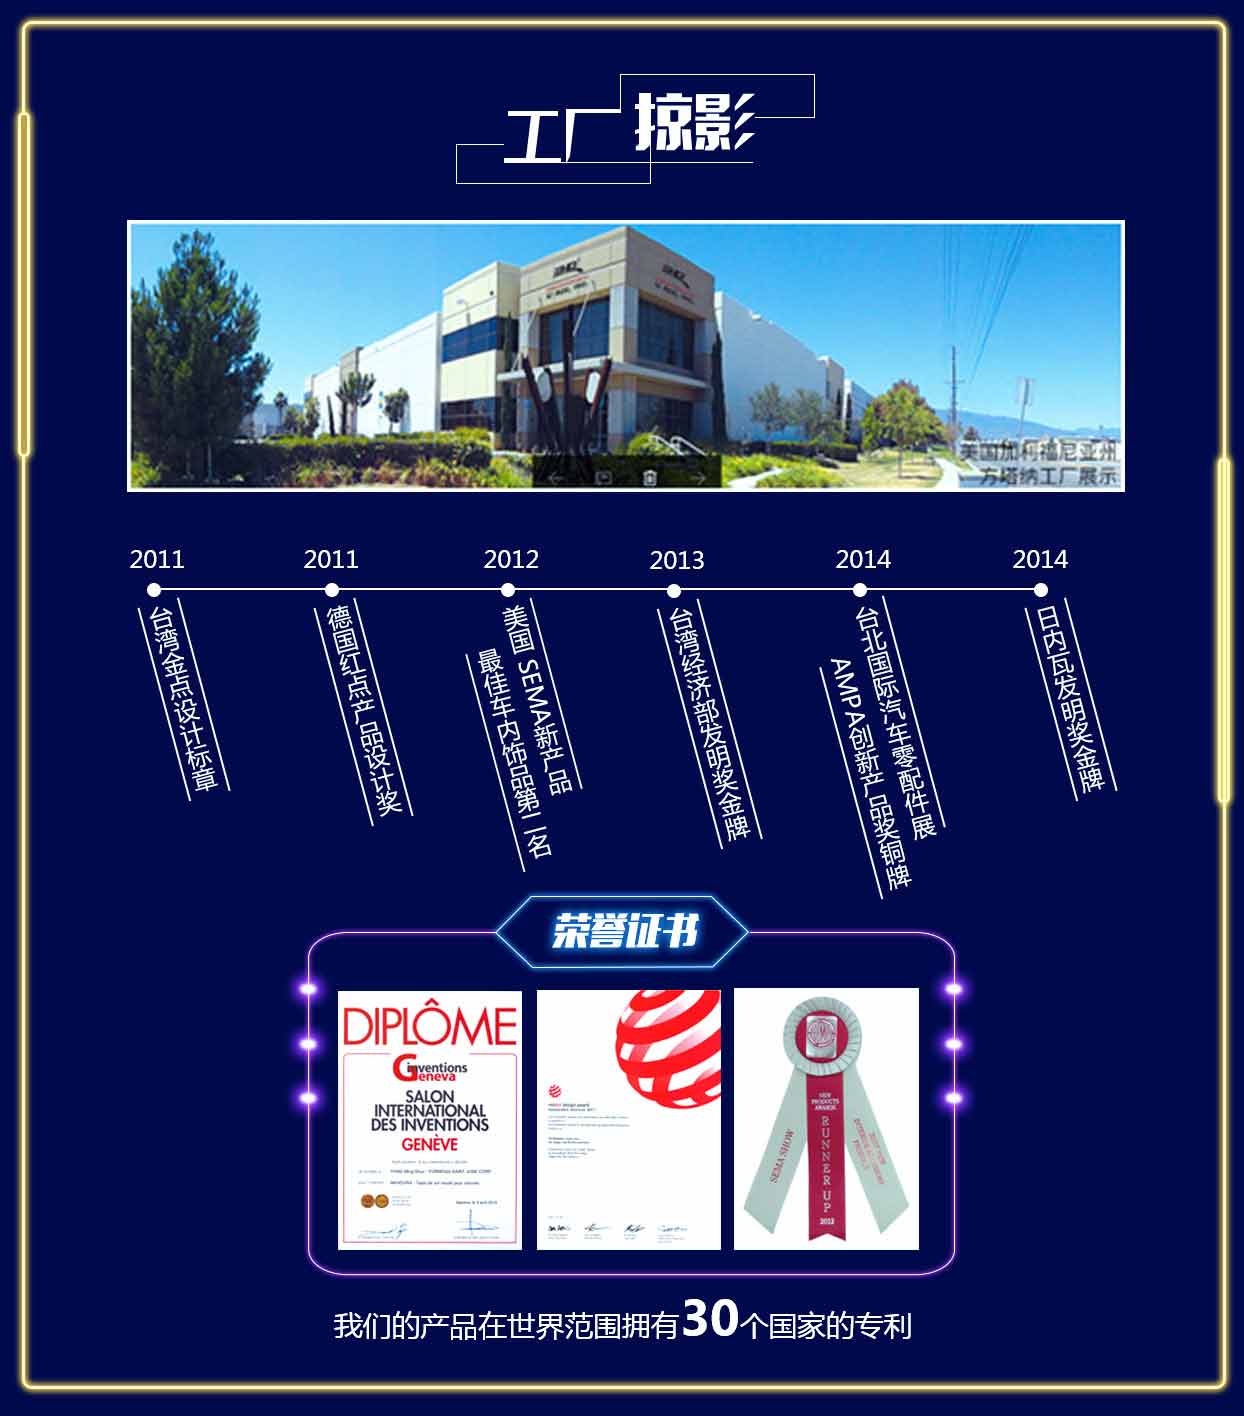 工厂掠影
美国加利福尼亚州
方塔纳工厂展示
2011
台湾金点设计标章
2011
德国红点产品设计奖
2012
美国 SEMA新产品
最佳车内饰品第二名
2013
台湾经济部发明奖金牌
2014
台北国际汽车零配件展
AMPA创新产品奖铜牌
2014
日内瓦发明奖金牌
荣誉证书
DIPLÔME
inventions
Geneva
SALON
INTERNATIONAL
DES INVENTIONS
GENÈVE
SEMA SHOW
NEW
PRODUCTS
AWARDS
RUNNER UP
2012
我们的产品在世界范围拥有30个国家的专利